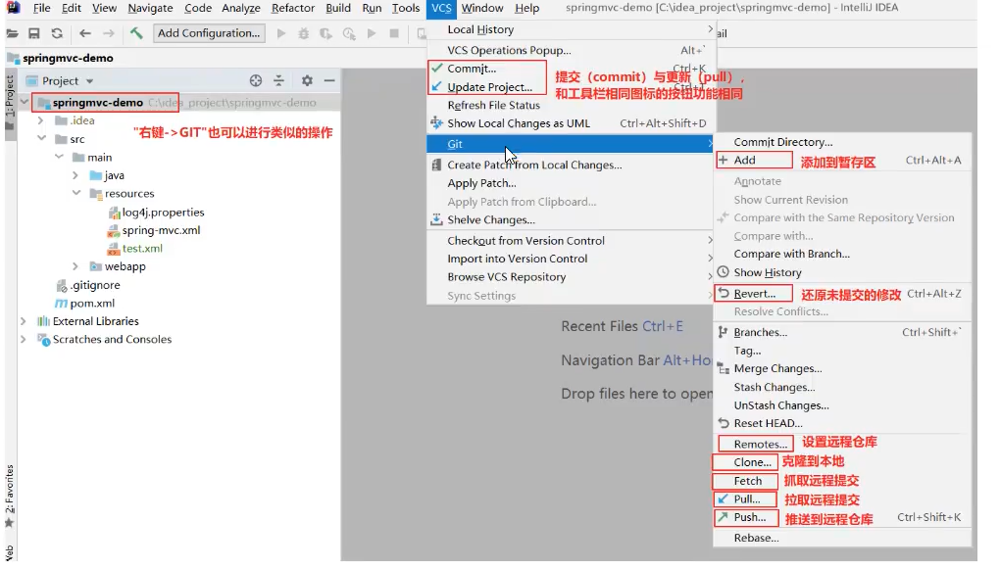 File Edit View Navigate Code Analyze Refactor Build Run Tools VCS Window Help springmvc-demo [C:\idea_project\springmvc-demo] - IntelliJ IDEA
Add Configuration...
springmvc-demo
1: Project
Project
springmvc-demo C:\idea_project\springmvc-demo
.idea
"右键->GIT"也可以进行类似的操作
src
main
java
resources
log4j.properties
spring-mvc.xml
test.xml
webapp
.gitignore
pom.xml
External Libraries
Scratches and Consoles
2: Favorites
Local History
VCS Operations Popup... Alt+`
Commit... Ctrl+K
提交（commit）与更新（pull），
Update Project... Ctrl+T
和工具栏相同图标的按钮功能相同
Refresh File Status
Show Local Changes as UML Ctrl+Alt+Shift+D
Git
Create Patch from Local Changes...
Apply Patch...
Apply Patch from Clipboard...
Shelve Changes...
Checkout from Version Control
Import into Version Control
Browse VCS Repository
Sync Settings
Recent Files Ctrl+E
Navigation Bar Alt+Ho
Drop files here to open
Commit Directory...
Add 添加到暂存区 Ctrl+Alt+A
Annotate
Show Current Revision
Compare with the Same Repository Version
Compare with...
Compare with Branch...
Show History
Revert... 还原未提交的修改 Ctrl+Alt+Z
Resolve Conflicts...
Branches... Ctrl+Shift+`
Tag...
Merge Changes...
Stash Changes...
UnStash Changes...
Reset HEAD...
Remotes... 设置远程仓库
Clone... 克隆到本地
Fetch 抓取远程提交
Pull... 拉取远程提交
Push... 推送到远程仓库 Ctrl+Shift+K
Rebase...